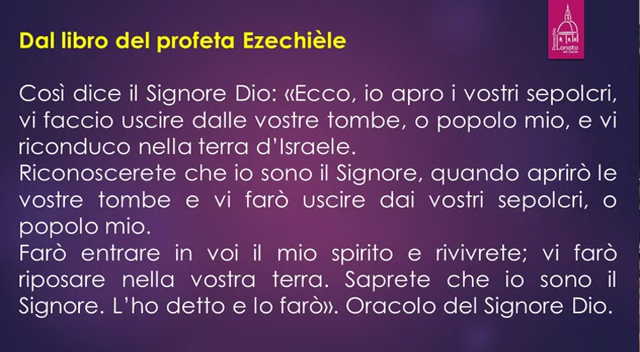 Dal libro del profeta Ezechièle
Lonato
Così dice il Signore Dio: «Ecco, io apro i vostri sepolcri,
vi faccio uscire dalle vostre tombe, o popolo mio, e vi
riconduco nella terra d’Israele.
Riconoscerete che io sono il Signore, quando aprirò le
vostre tombe e vi farò uscire dai vostri sepolcri, o
popolo mio.
Farò entrare in voi il mio spirito e rivivrete; vi farò
riposare nella vostra terra. Saprete che io sono il
Signore. L’ho detto e lo farò». Oracolo del Signore Dio.